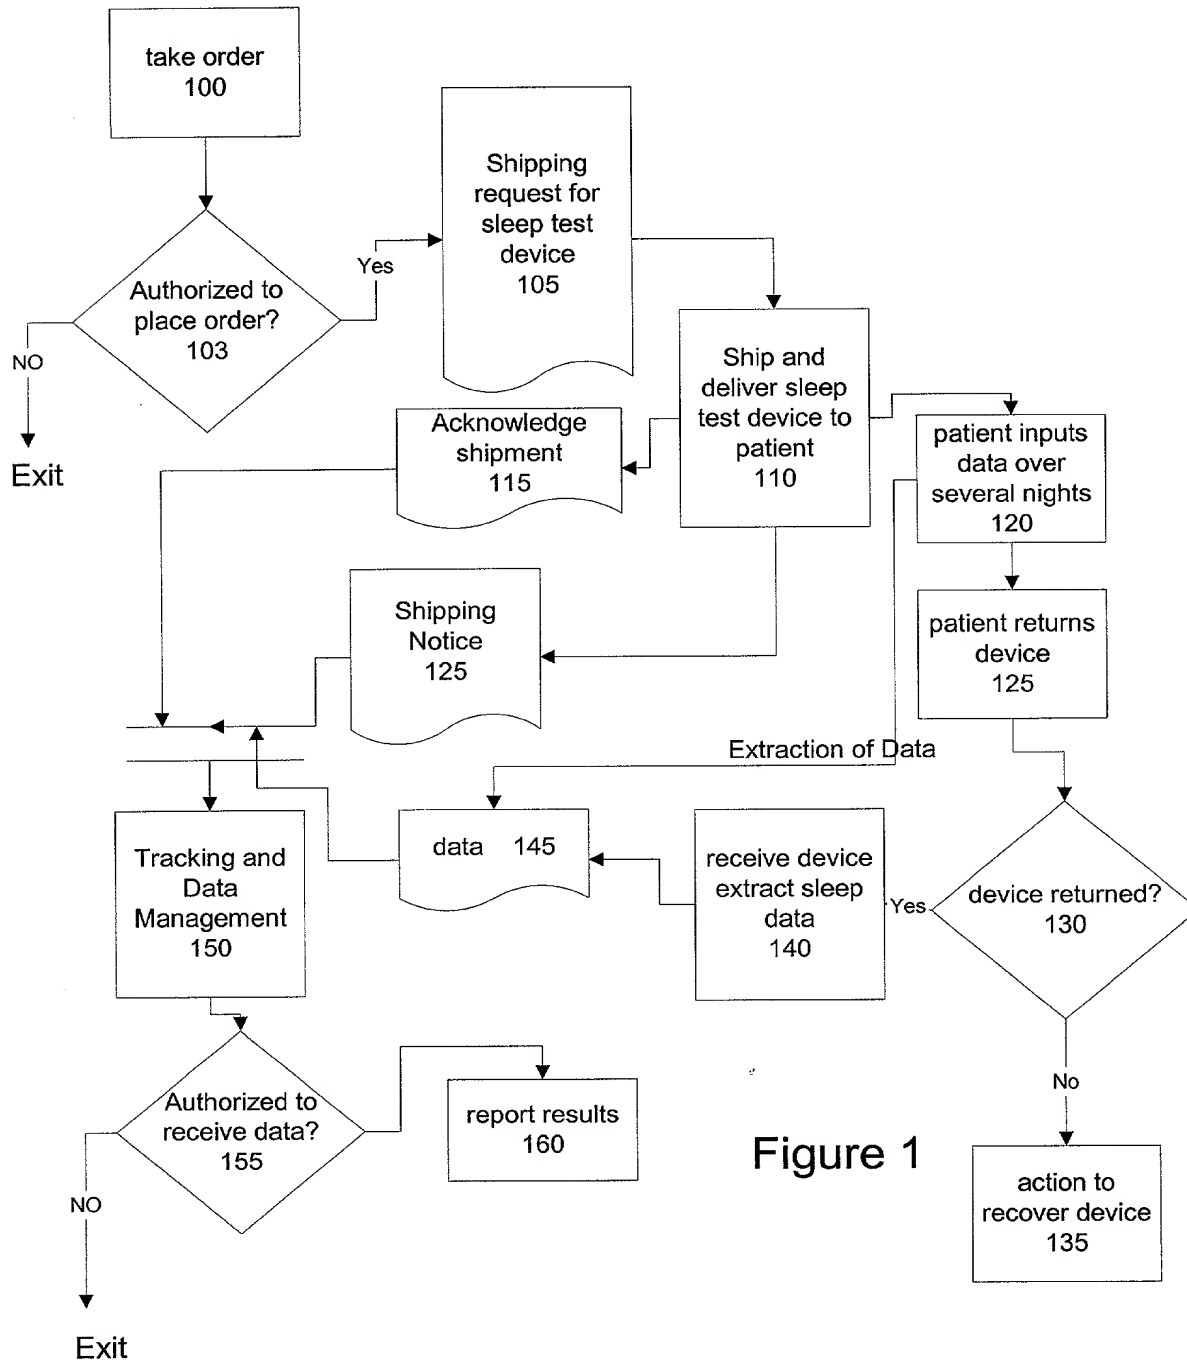 take order
100
Authorized to
place order?
103
NO
Exit
Yes
Shipping
request for
sleep test
device
105
Ship and
deliver sleep
test device to
patient
110
Acknowledge
shipment
115
patient inputs
data over
several nights
120
Shipping
Notice
125
patient returns
device
125
Extraction of Data
data 145
receive device
extract sleep
data
140
Yes
device returned?
130
No
action to
recover device
135
Tracking and
Data
Management
150
Authorized to
receive data?
155
NO
Exit
report results
160
Figure 1